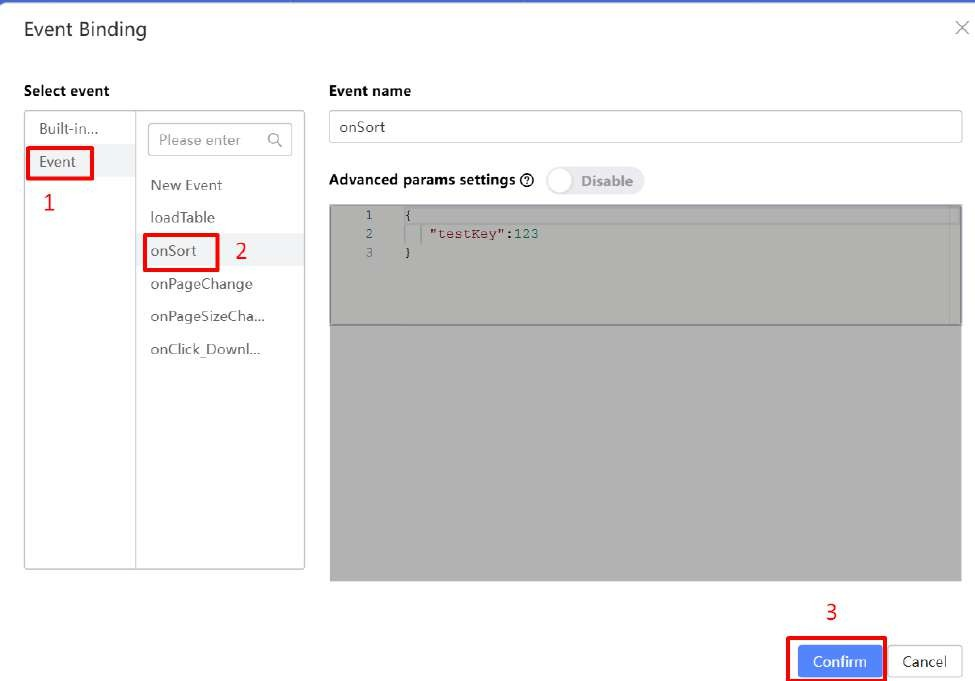 Event Binding
Select event
Built-in...
Event
1
Please enter
New Event
loadTable
onSort
2
onPageChange
onPageSizeCha...
onClick_Downl...
Event name
onSort
Advanced params settings
Disable
1 {
2 "testKey":123
3 }
3
Confirm
Cancel